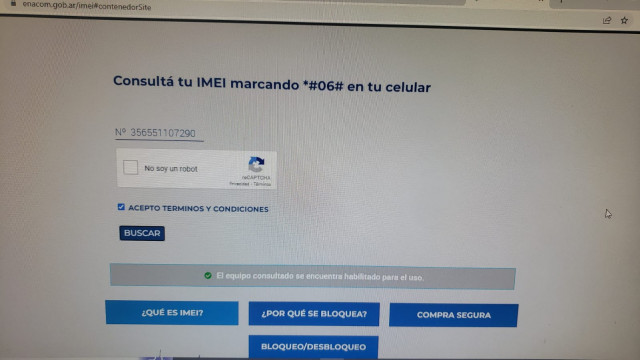 enacom.gob.ar/imei#contenedorSite
Consultá tu IMEI marcando *#06# en tu celular
Nº 356551107290
No soy un robot
reCAPTCHA
Privacidad - Términos
ACEPTO TERMINOS Y CONDICIONES
BUSCAR
El equipo consultado se encuentra habilitado para el uso.
¿QUÉ ES IMEI?
¿POR QUÉ SE BLOQUEA?
COMPRA SEGURA
BLOQUEO/DESBLOQUEO